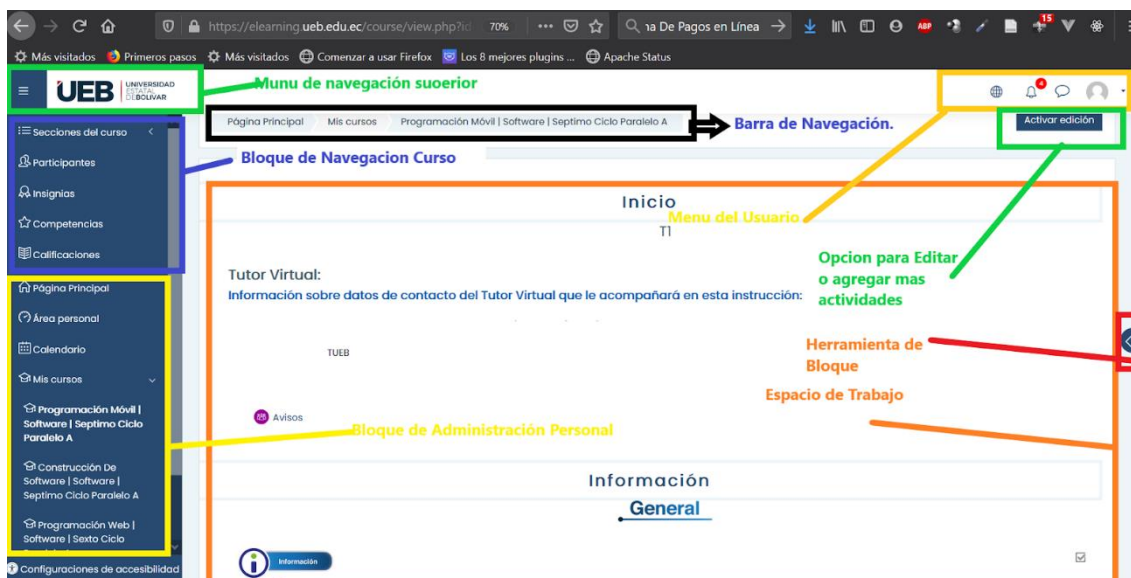 https://elearning.ueb.edu.ec/course/view.php?id
70%
na De Pagos en Línea
ABP
15
Más visitados
Primeros pasos
Más visitados
Comenzar a usar Firefox
Los 8 mejores plugins ...
Apache Status
UEB
UNIVERSIDAD
ESTATAL
DE BOLÍVAR
Munu de navegación suoerior
4
Página Principal
Mis cursos
Programación Móvil | Software | Septimo Ciclo Paralelo A
Barra de Navegación.
Activar edición
Secciones del curso
Bloque de Navegacion Curso
Participantes
Insignias
Competencias
Calificaciones
Inicio
Menu del Usuario
T1
Opcion para Editar
o agregar mas
actividades
Tutor Virtual:
Información sobre datos de contacto del Tutor Virtual que le acompañará en esta instrucción:
Página Principal
Área personal
Calendario
Mis cursos
TUEB
Herramienta de
Bloque
Espacio de Trabajo
Programación Móvil |
Software | Septimo Ciclo
Paralelo A
Avisos
Bloque de Administración Personal
Construcción De
Software | Software |
Septimo Ciclo Paralelo A
Información
General
Programación Web |
Software | Sexto Ciclo
Información
Configuraciones de accesibilidad